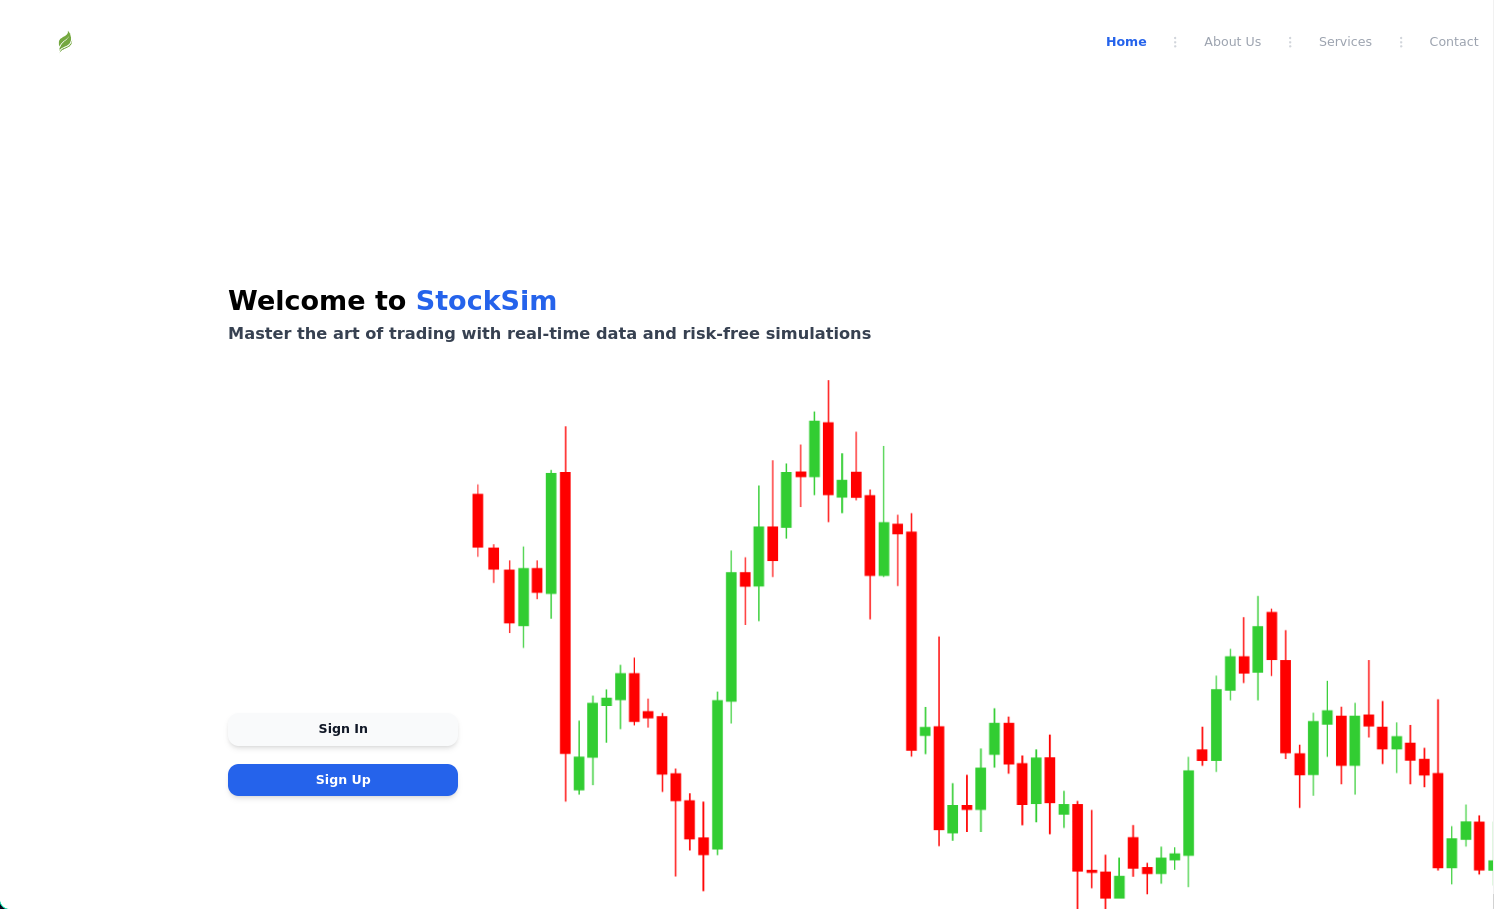 Home ⋮ About Us ⋮ Services ⋮ Contact
Welcome to StockSim
Master the art of trading with real-time data and risk-free simulations
Sign In
Sign Up